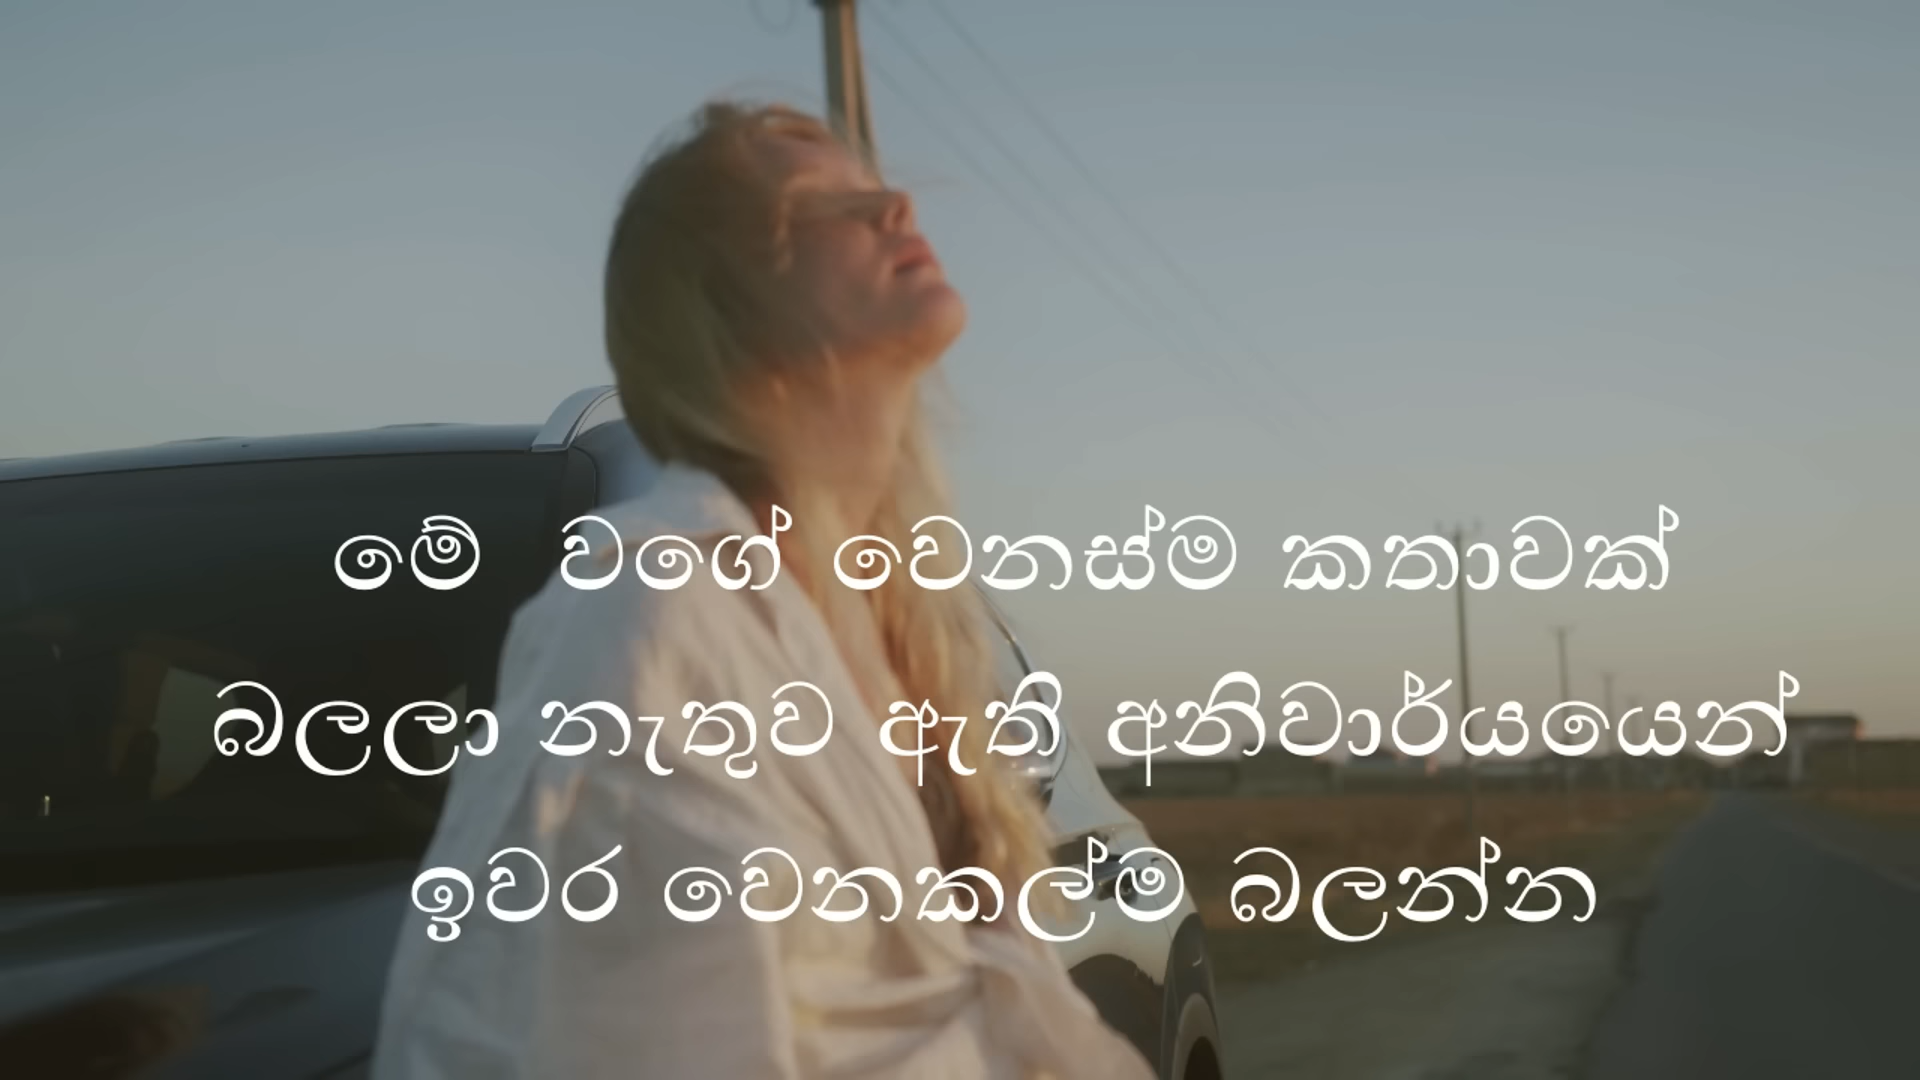 මේ වගේ වෙනස්ම කතාවක්
බලලා නැතුව ඇති අනිවාර්යයෙන්
ඉවර වෙනකල්ම බලන්න